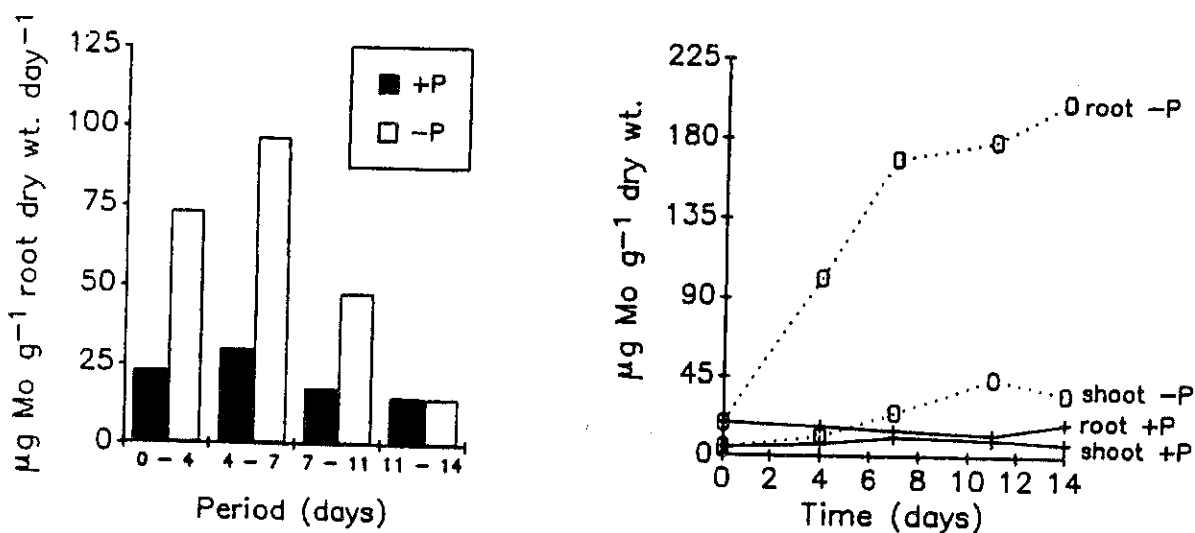 μg Mo g⁻¹ root dry wt. day⁻¹
125
100
75
50
25
0
+P
−P
0 − 4
4 − 7
7 − 11
11 − 14
Period (days)
μg Mo g⁻¹ dry wt.
225
180
135
90
45
0
root −P
shoot −P
root +P
shoot +P
0 2 4 6 8 10 12 14
Time (days)